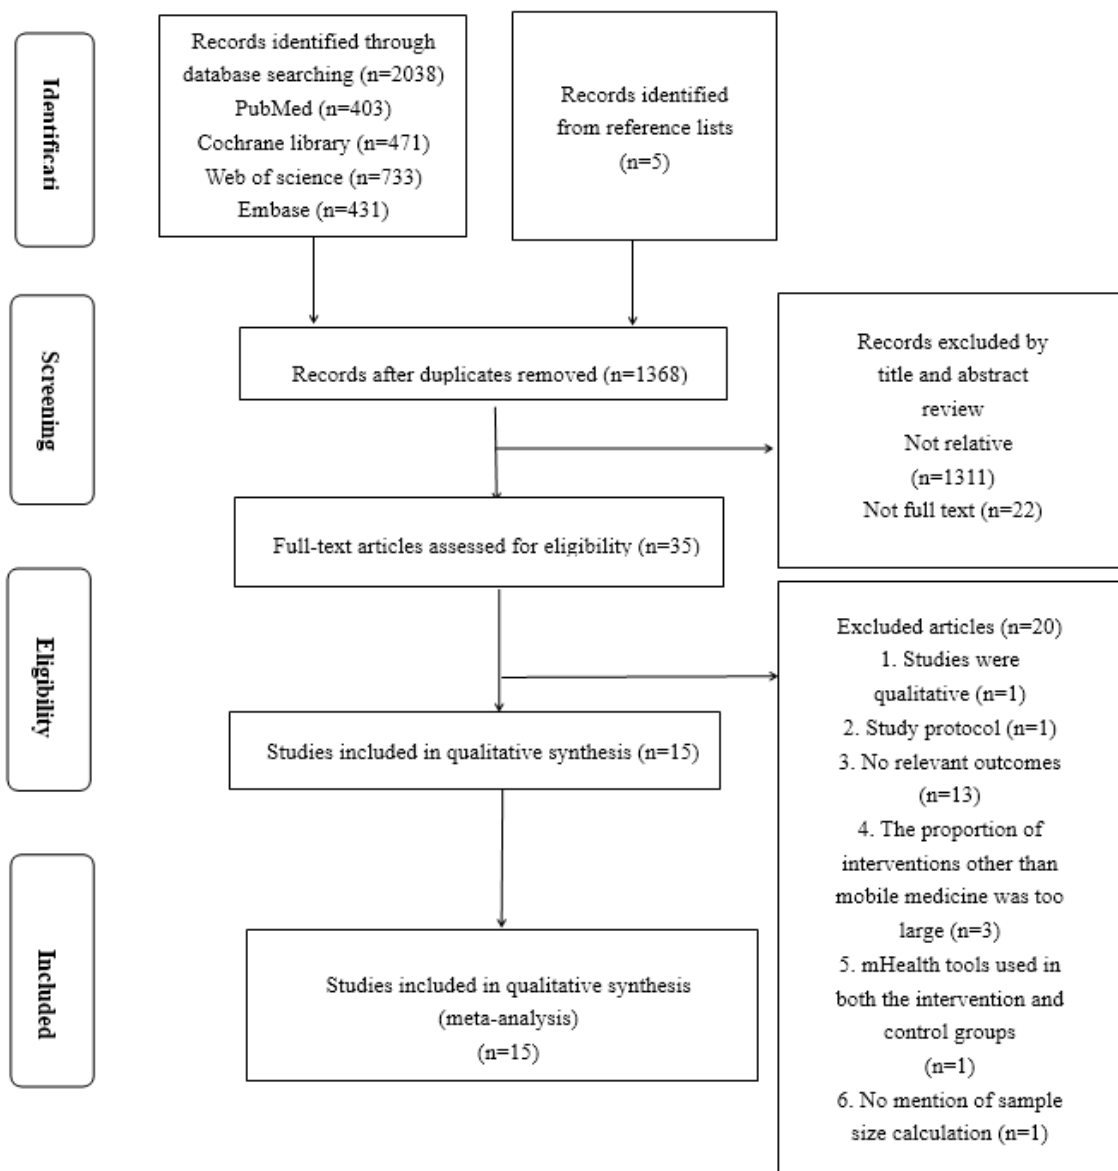 Identificati
Records identified through
database searching (n=2038)
PubMed (n=403)
Cochrane library (n=471)
Web of science (n=733)
Embase (n=431)
Records identified
from reference lists
(n=5)
Screening
Records after duplicates removed (n=1368)
Records excluded by
title and abstract
review
Not relative
(n=1311)
Not full text (n=22)
Full-text articles assessed for eligibility (n=35)
Eligibility
Excluded articles (n=20)
1. Studies were
qualitative (n=1)
2. Study protocol (n=1)
3. No relevant outcomes
(n=13)
4. The proportion of
interventions other than
mobile medicine was too
large (n=3)
5. mHealth tools used in
both the intervention and
control groups
(n=1)
6. No mention of sample
size calculation (n=1)
Studies included in qualitative synthesis (n=15)
Included
Studies included in qualitative synthesis
(meta-analysis)
(n=15)